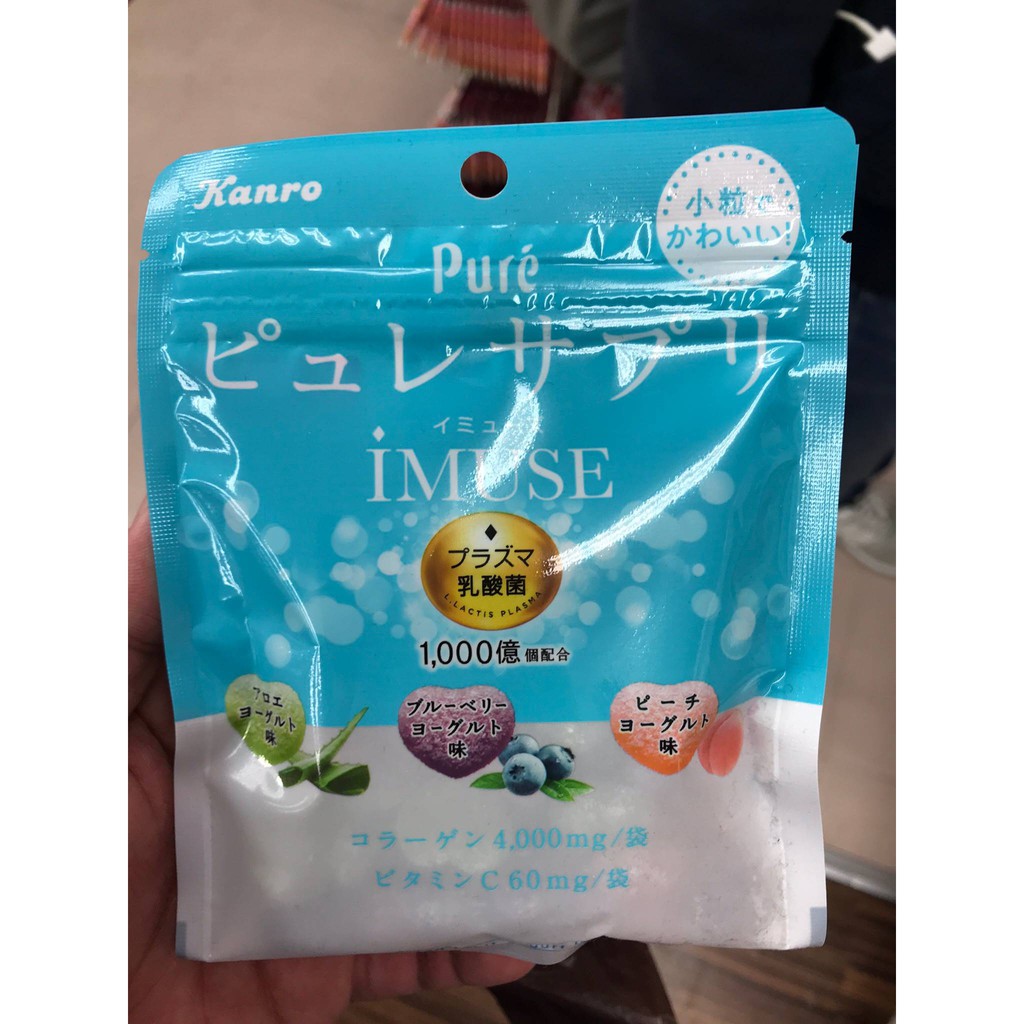 Kanro
小粒で
かわいい!
Puré
ピュレサプリ
イミュ
iMUSE
プラズマ
乳酸菌
L.LACTIS PLASMA
1,000億個配合
アロエ
ヨーグルト
味
ブルーベリー
ヨーグルト
味
ピーチ
ヨーグルト
味
コラーゲン4,000mg/袋
ビタミンC60mg/袋